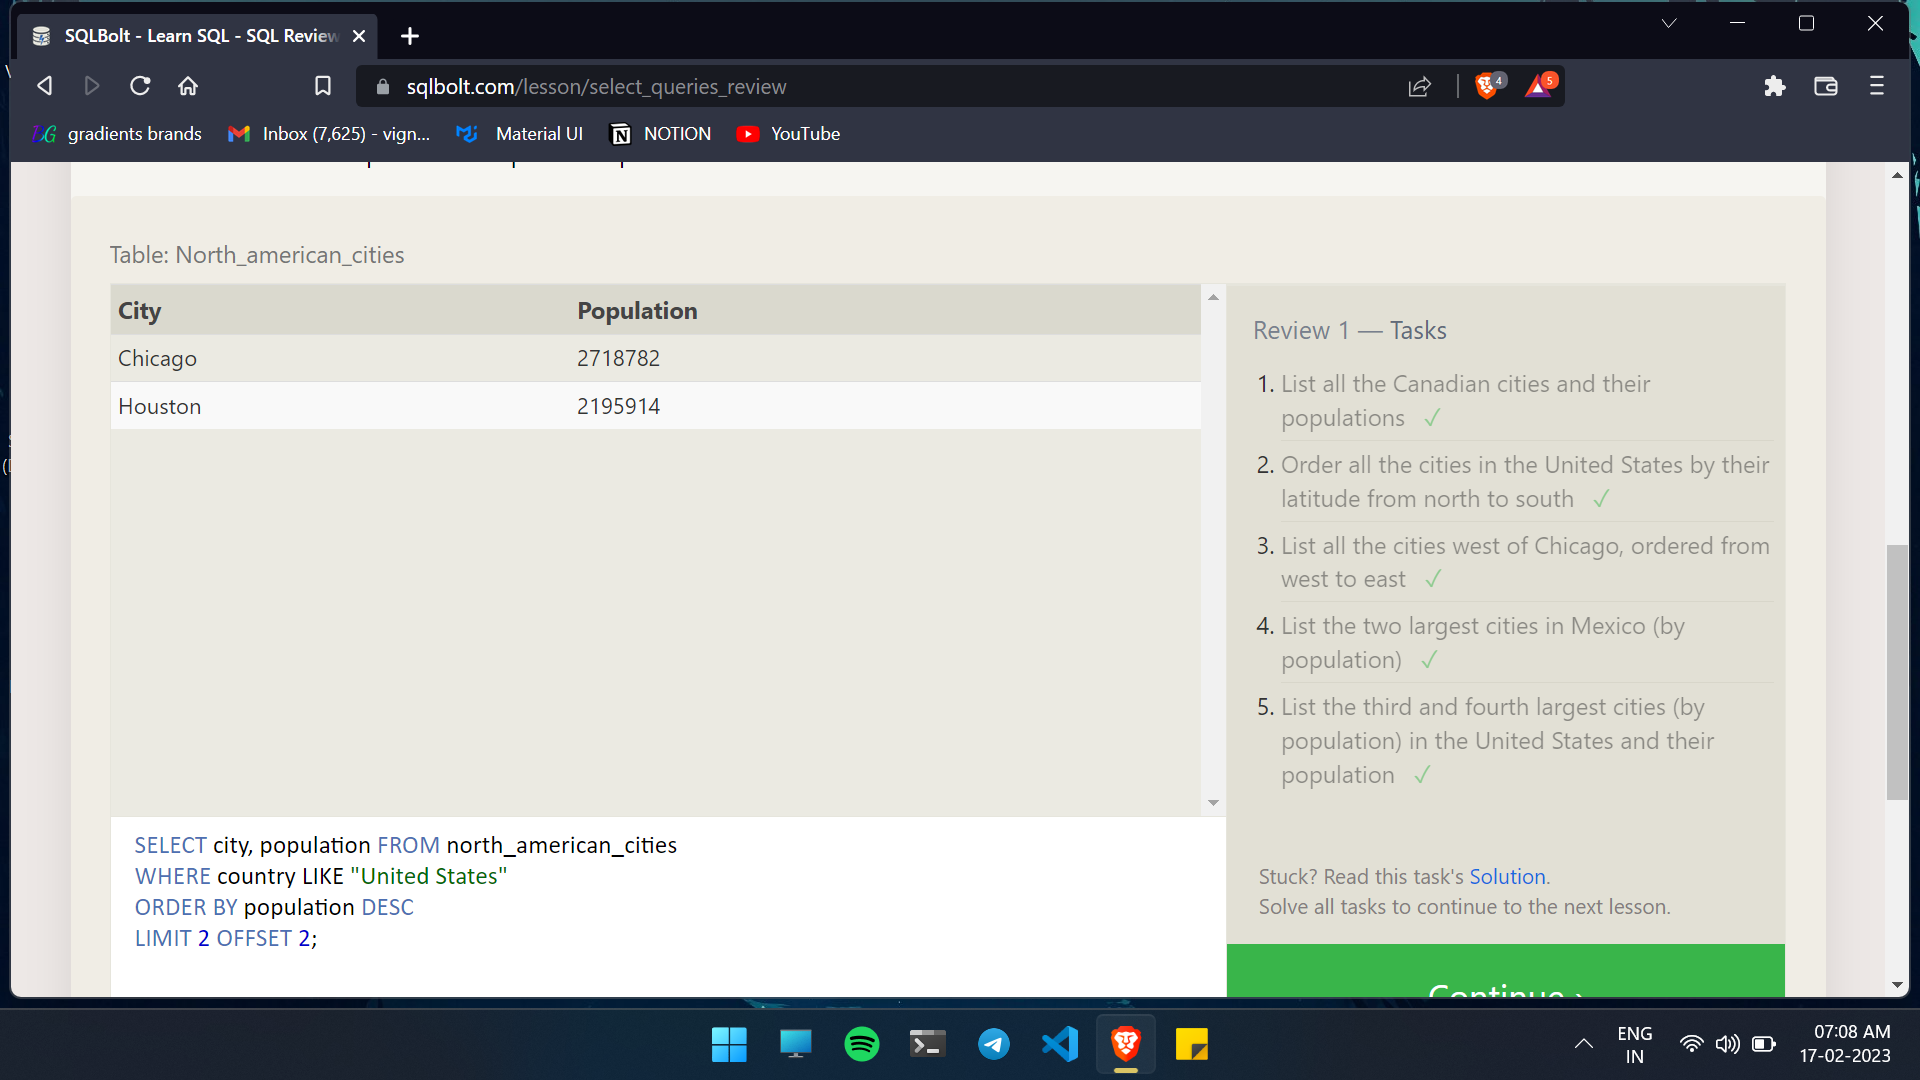 SQLBolt - Learn SQL - SQL Review
sqlbolt.com/lesson/select_queries_review
4
5
gradients brands
Inbox (7,625) - vign...
Material UI
NOTION
YouTube
Table: North_american_cities
City Population
Chicago 2718782
Houston 2195914
Review 1 — Tasks
1. List all the Canadian cities and their
populations ✓
2. Order all the cities in the United States by their
latitude from north to south ✓
3. List all the cities west of Chicago, ordered from
west to east ✓
4. List the two largest cities in Mexico (by
population) ✓
5. List the third and fourth largest cities (by
population) in the United States and their
population ✓
SELECT city, population FROM north_american_cities
WHERE country LIKE "United States"
ORDER BY population DESC
LIMIT 2 OFFSET 2;
Stuck? Read this task's Solution.
Solve all tasks to continue to the next lesson.
Continue ›
ENG
IN
07:08 AM
17-02-2023